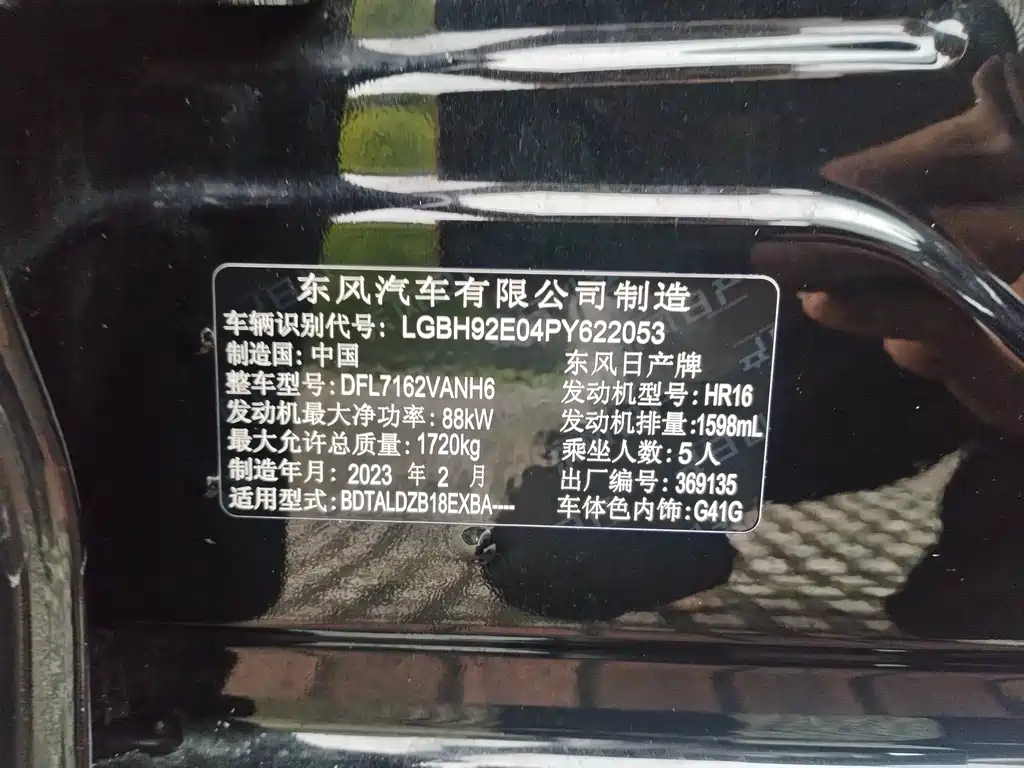 东风汽车有限公司制造
车辆识别代号: LGBH92E04PY622053
制造国: 中国 东风日产牌
整车型号: DFL7162VANH6 发动机型号: HR16
发动机最大净功率: 88kW 发动机排量: 1598mL
最大允许总质量: 1720kg 乘坐人数: 5人
制造年月: 2023 年 2 月 出厂编号: 369135
适用型式: BDTALDZB18EXBA---- 车体色内饰: G41G